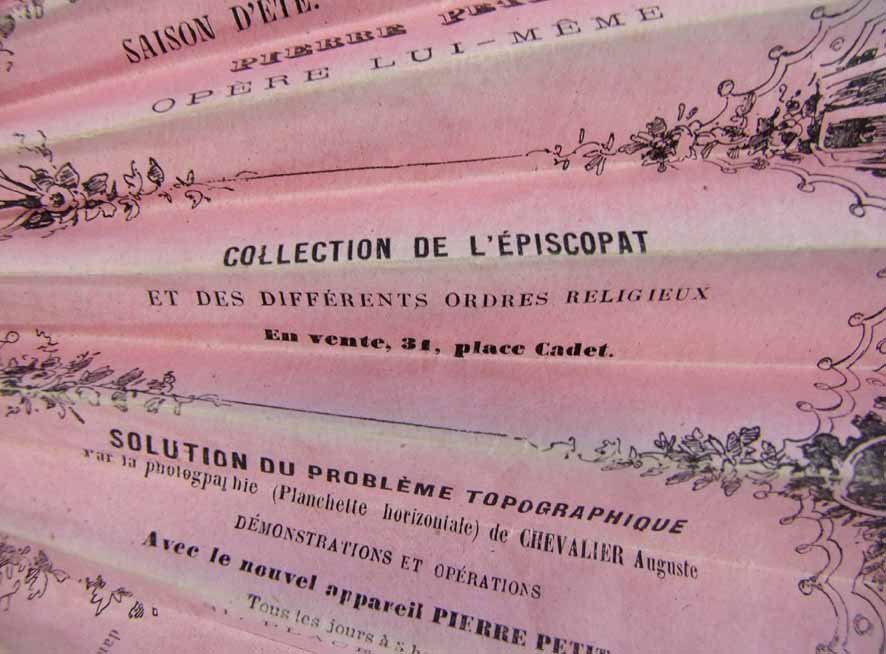 SAISON D'ÉTÉ.
PIERRE
OPÈRE LUI-MÊME
COLLECTION DE L'ÉPISCOPAT
ET DES DIFFÉRENTS ORDRES RELIGIEUX
En vente, 31, place Cadet.
SOLUTION DU PROBLÈME TOPOGRAPHIQUE
Par la photogpaphie (Planchette horizontale) de CHEVALIER Auguste
DÉMONSTRATIONS ET OPÉRATIONS
Avec le nouvel appareil PIERRE PETIT
Tous les jours à